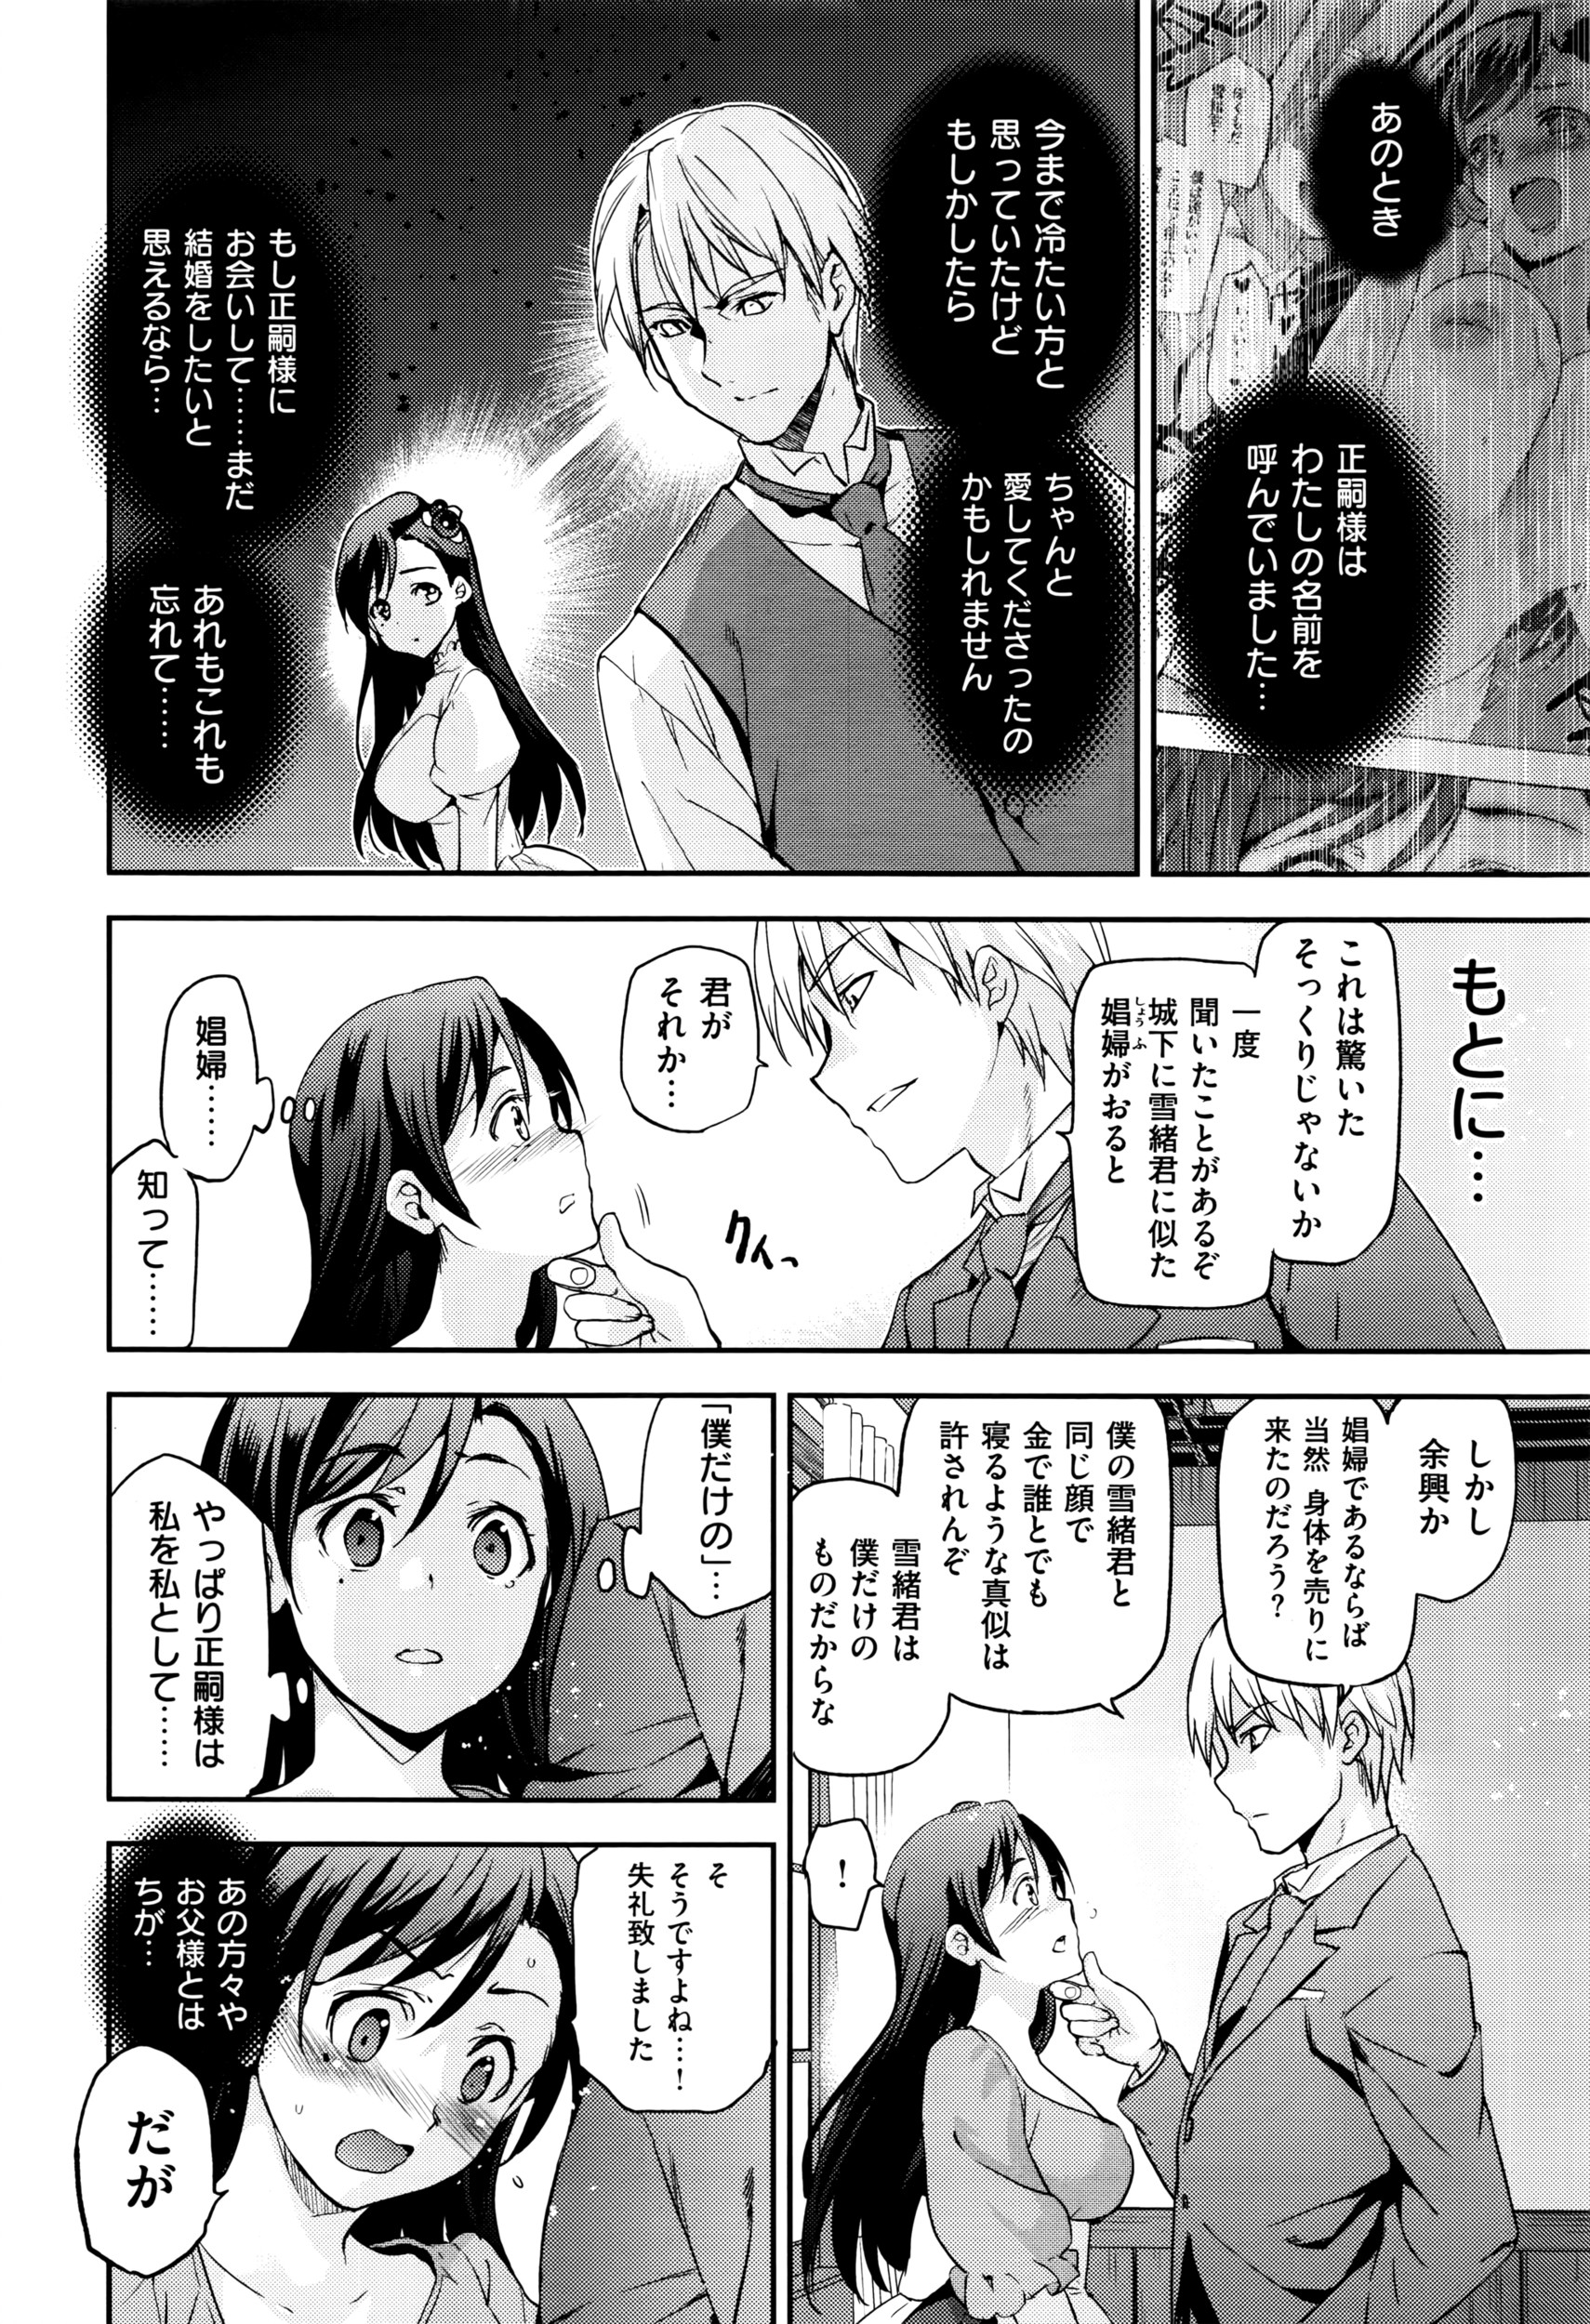 あのとき
正嗣様は
わたしの名前を
呼んでいました…
今まで冷たい方と
思っていたけど
もしかしたら
ちゃんと
愛してくださったの
かもしれません
もし正嗣様に
お会いして……まだ
結婚をしたいと
思えるなら…
あれもこれも
忘れて……
もとに…
これは驚いた
そっくりじゃないか
一度
聞いたことがあるぞ
城下に雪緒君に似た
娼婦がおると
しょうふ
君が
それか…
クイっ
娼婦……
知って……
しかし
余興か
娼婦であるならば
当然 身体を売りに
来たのだろう?
僕の雪緒君と
同じ顔で
金で誰とでも
寝るような真似は
許されんぞ
雪緒君は
僕だけの
ものだからな
!
「僕だけの」…
やっぱり正嗣様は
私を私として……
そ
そうですよね…!
失礼致しました
あの方々や
お父様とは
ちが…
だが